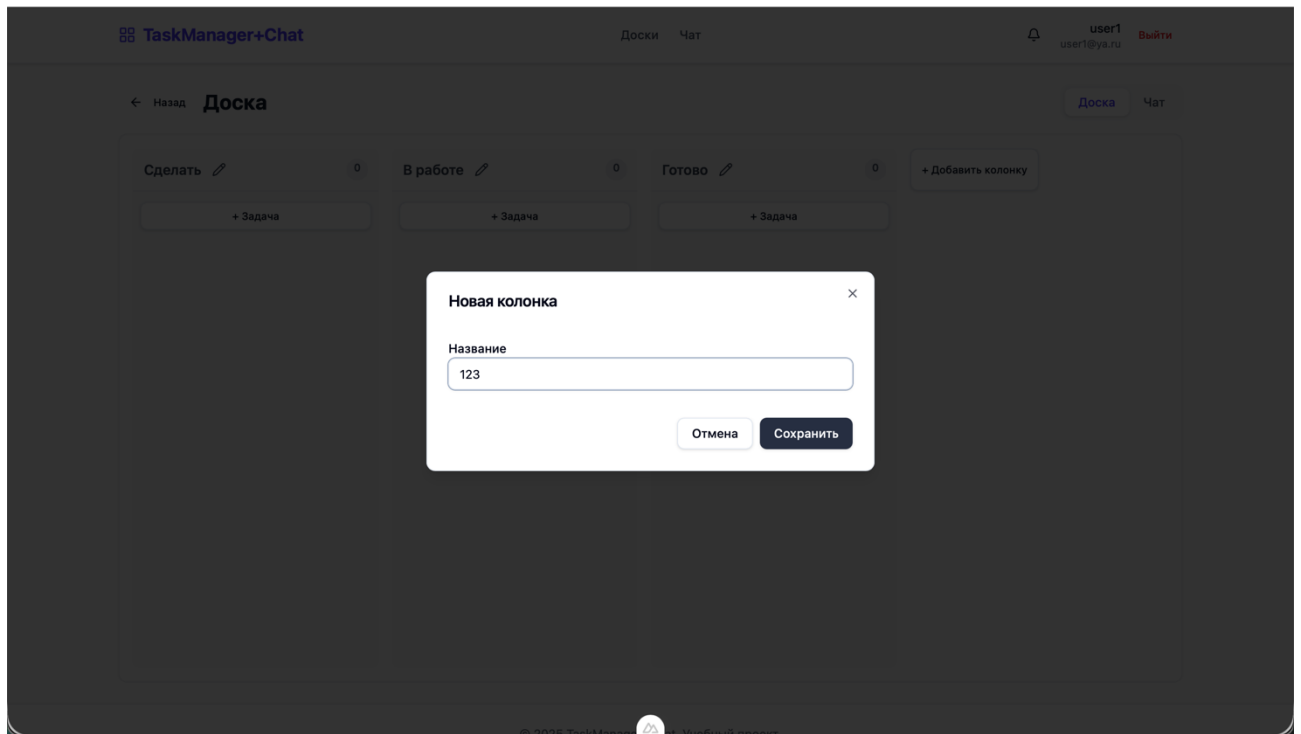 TaskManager+Chat
Доски Чат
user1
user1@ya.ru
Выйти
← Назад Доска
Доска Чат
Сделать 0
В работе 0
Готово 0
+ Добавить колонку
+ Задача
+ Задача
+ Задача
Новая колонка
Название
123
Отмена Сохранить